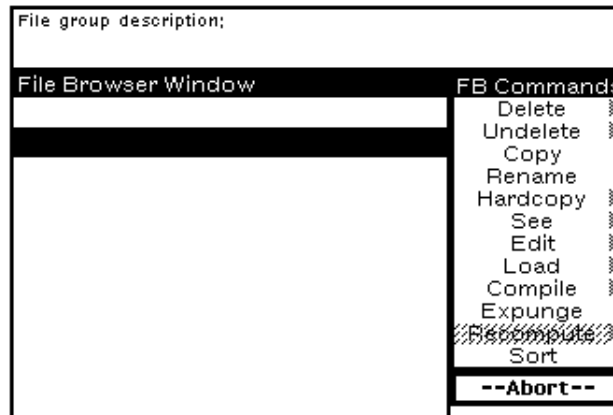 File group description:
File Browser Window
FB Commands
Delete
Undelete
Copy
Rename
Hardcopy
See
Edit
Load
Compile
Expunge
Recompute
Sort
--Abort--